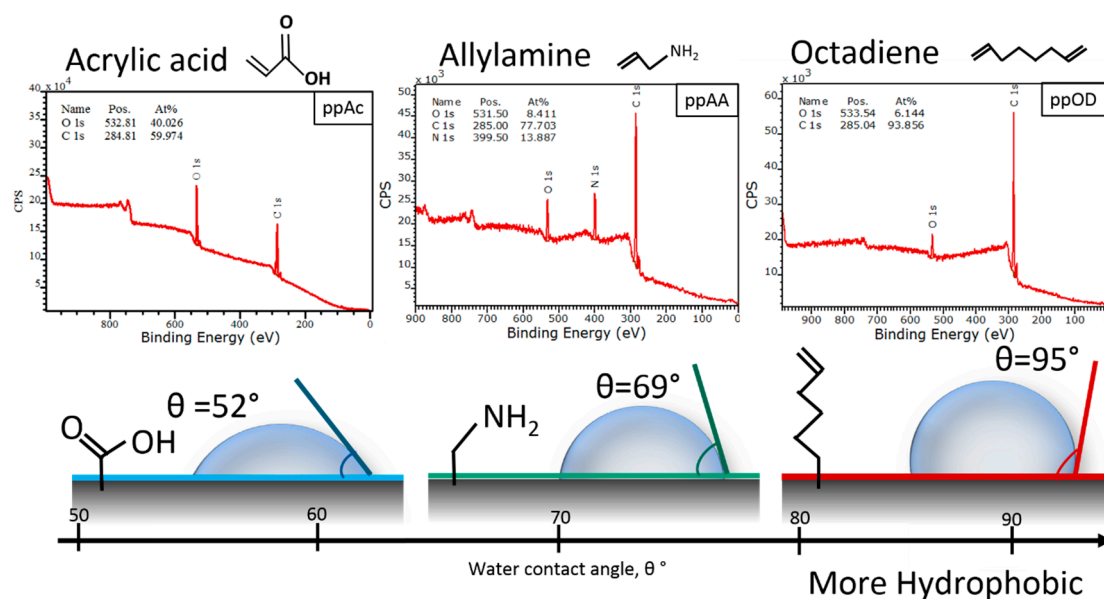 Acrylic acid
O
OH
x 10^4
ppAc
Name Pos. At%
O 1s 532.81 40.026
C 1s 284.81 59.974
40
35
30
25
20
15
10
5
CPS
O 1s
C 1s
800 600 400 200 0
Binding Energy (eV)
Allylamine
NH2
x 10^3
ppAA
Name Pos. At%
O 1s 531.50 8.411
C 1s 285.00 77.703
N 1s 399.50 13.887
50
45
40
35
30
25
20
15
10
5
CPS
O 1s
N 1s
C 1s
900 800 700 600 500 400 300 200 100 0
Binding Energy (eV)
Octadiene
x 10^3
ppOD
Name Pos. At%
O 1s 533.54 6.144
C 1s 285.04 93.856
60
50
40
30
20
10
CPS
O 1s
C 1s
900 800 700 600 500 400 300 200 100 0
Binding Energy (eV)
O
OH
θ =52°
NH2
θ=69°
θ=95°
50 60 70 80 90
Water contact angle, θ °
More Hydrophobic